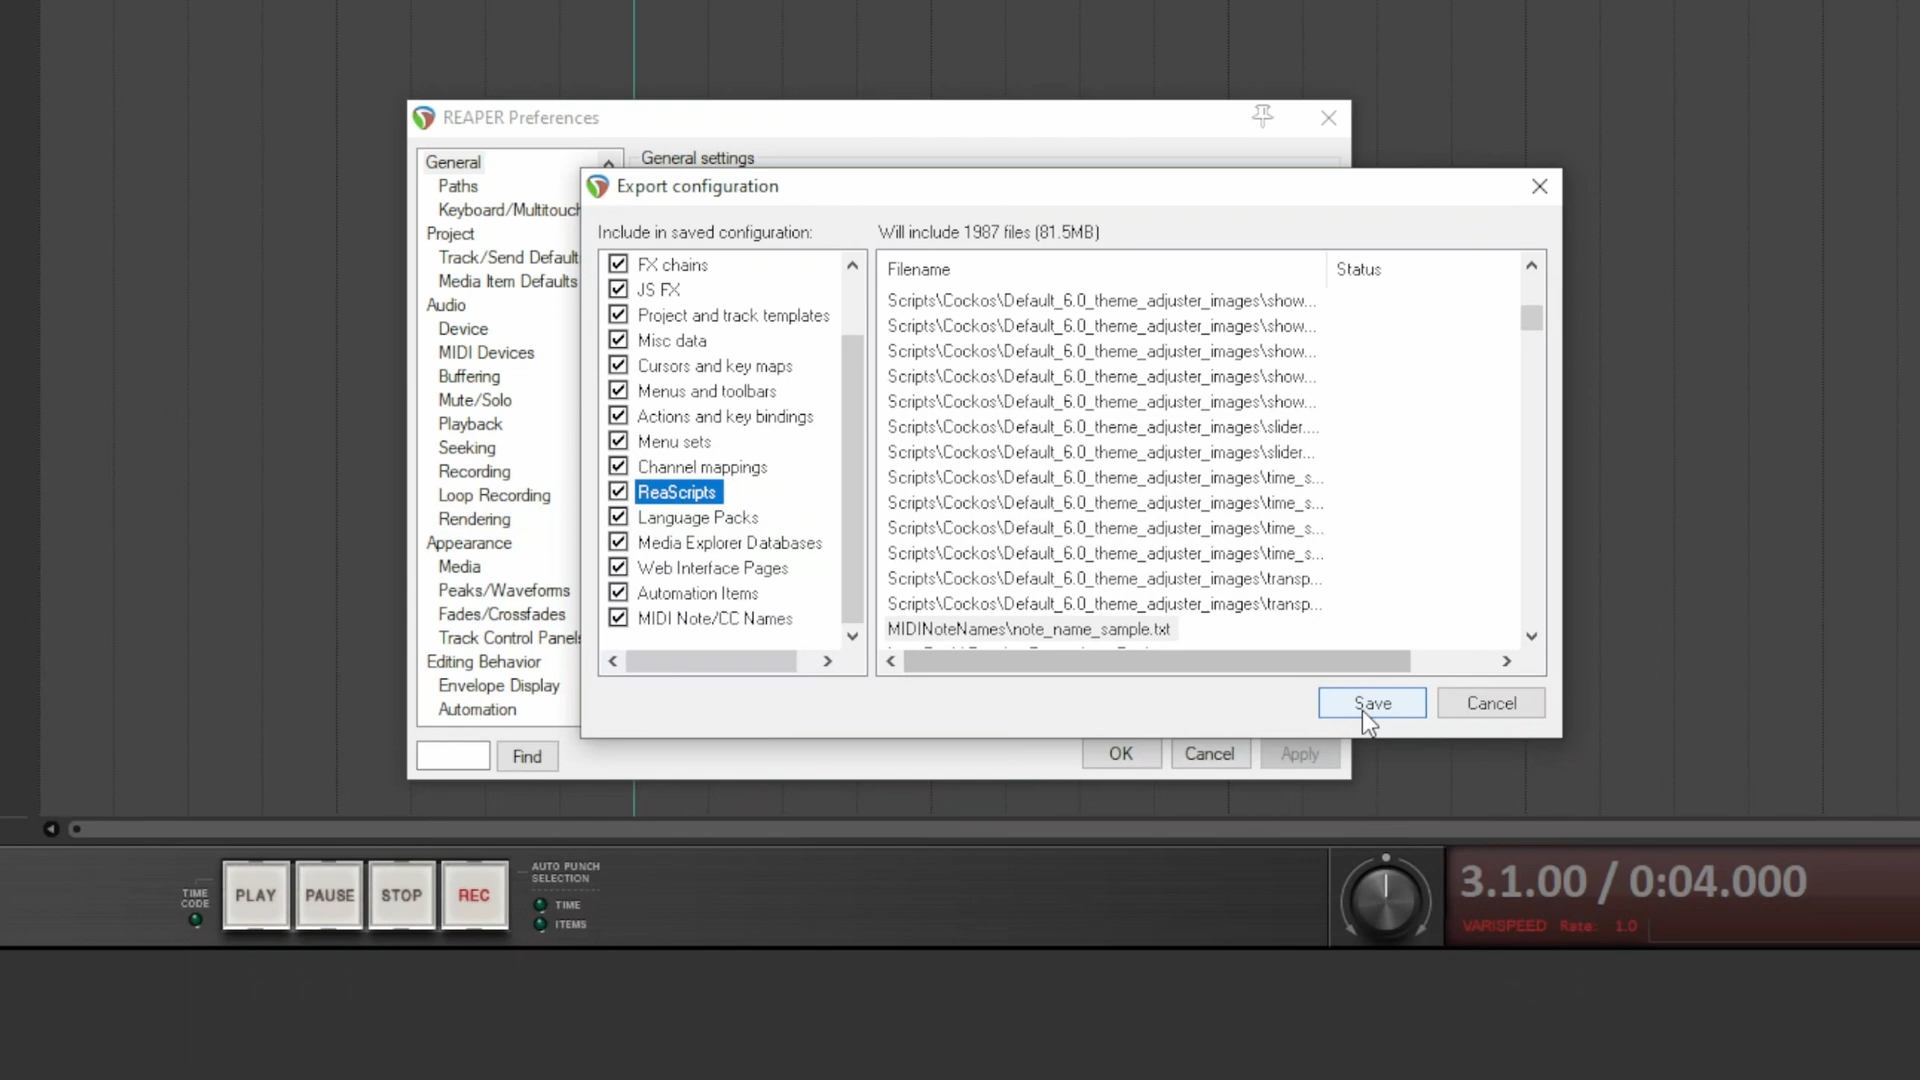 REAPER Preferences
General
Paths
Keyboard/Multitouch
Project
Track/Send Default
Media Item Defaults
Audio
Device
MIDI Devices
Buffering
Mute/Solo
Playback
Seeking
Recording
Loop Recording
Rendering
Appearance
Media
Peaks/Waveforms
Fades/Crossfades
Track Control Panels
Editing Behavior
Envelope Display
Automation
Find
General settings
Export configuration
Include in saved configuration:
FX chains
JS FX
Project and track templates
Misc data
Cursors and key maps
Menus and toolbars
Actions and key bindings
Menu sets
Channel mappings
ReaScripts
Language Packs
Media Explorer Databases
Web Interface Pages
Automation Items
MIDI Note/CC Names
Will include 1987 files (81.5MB)
Filename Status
Scripts\Cockos\Default_6.0_theme_adjuster_images\show...
Scripts\Cockos\Default_6.0_theme_adjuster_images\show...
Scripts\Cockos\Default_6.0_theme_adjuster_images\show...
Scripts\Cockos\Default_6.0_theme_adjuster_images\show...
Scripts\Cockos\Default_6.0_theme_adjuster_images\show...
Scripts\Cockos\Default_6.0_theme_adjuster_images\slider....
Scripts\Cockos\Default_6.0_theme_adjuster_images\slider...
Scripts\Cockos\Default_6.0_theme_adjuster_images\time_s...
Scripts\Cockos\Default_6.0_theme_adjuster_images\time_s...
Scripts\Cockos\Default_6.0_theme_adjuster_images\time_s...
Scripts\Cockos\Default_6.0_theme_adjuster_images\time_s...
Scripts\Cockos\Default_6.0_theme_adjuster_images\transp...
Scripts\Cockos\Default_6.0_theme_adjuster_images\transp...
MIDINoteNames\note_name_sample.txt
Save Cancel
OK Cancel Apply
TIME
CODE
PLAY PAUSE STOP REC
AUTO PUNCH
SELECTION
TIME
ITEMS
3.1.00 / 0:04.000
VARISPEED Rate: 1.0